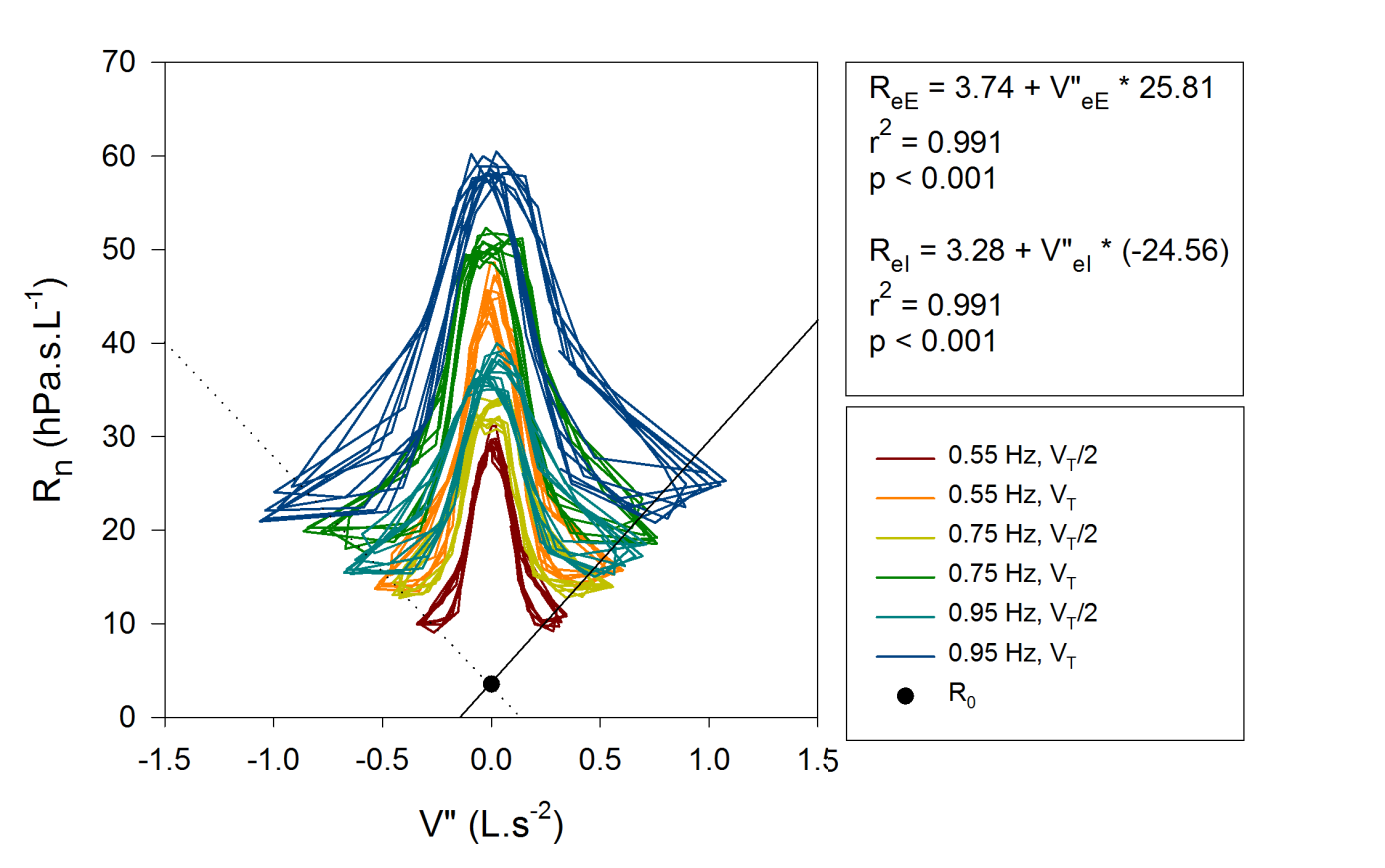 70
60
50
40
30
20
10
0
-1.5 -1.0 -0.5 0.0 0.5 1.0 1.5
Rn (hPa.s.L-1)
V" (L.s-2)
ReE = 3.74 + V"eE * 25.81
r2 = 0.991
p < 0.001
ReI = 3.28 + V"eI * (-24.56)
r2 = 0.991
p < 0.001
0.55 Hz, VT/2
0.55 Hz, VT
0.75 Hz, VT/2
0.75 Hz, VT
0.95 Hz, VT/2
0.95 Hz, VT
R0